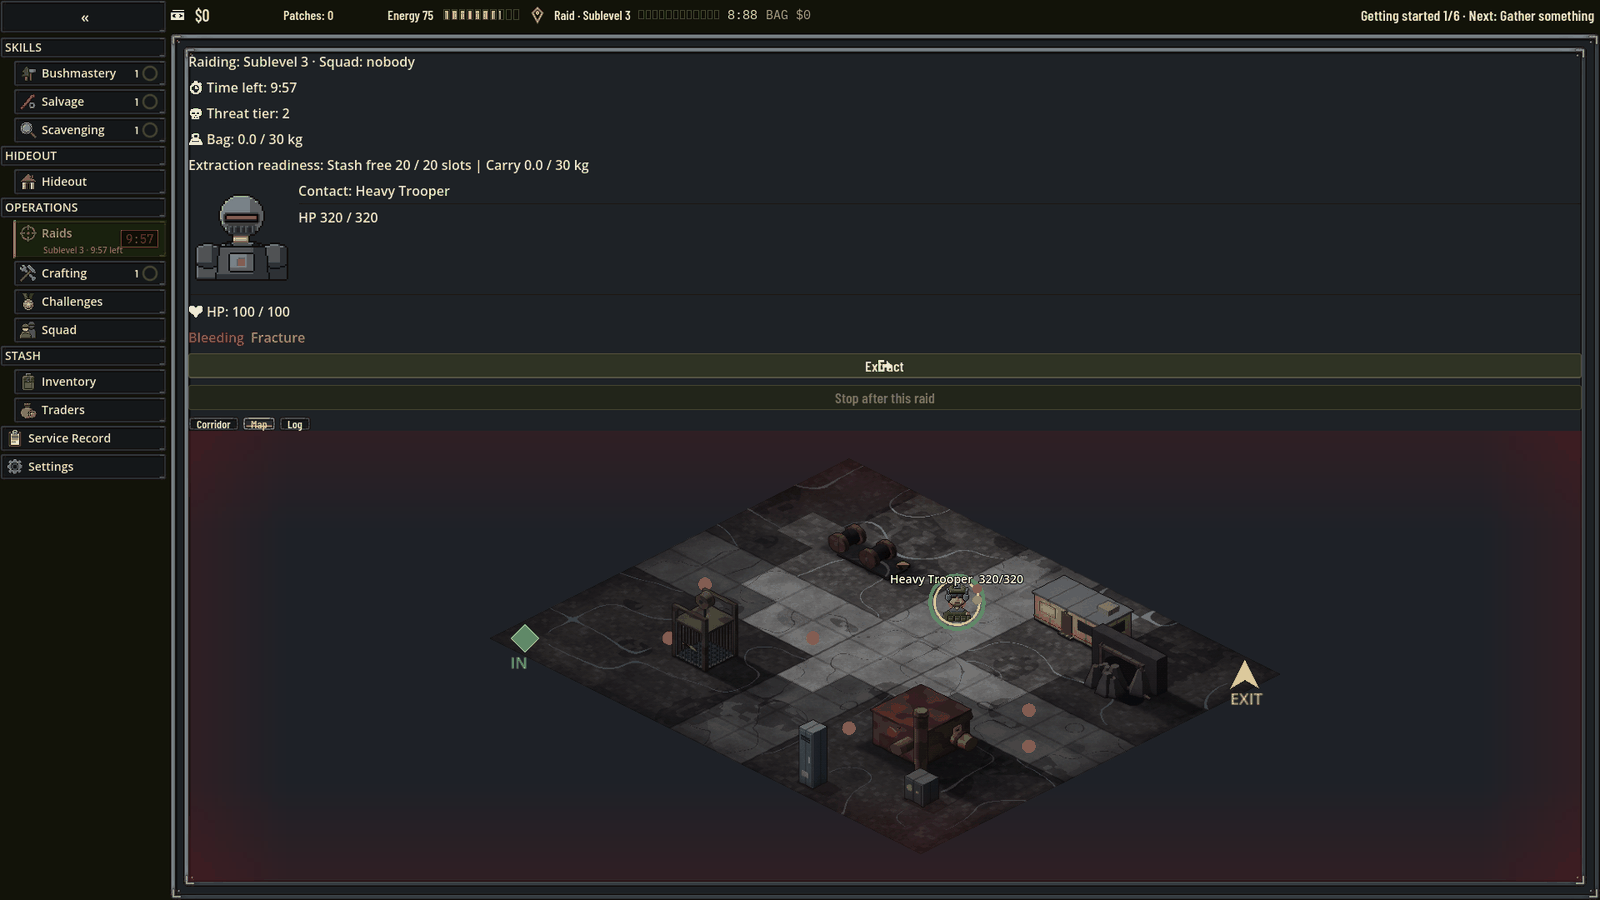 «
$0
Patches: 0
Energy 75
Raid · Sublevel 3
8:88 BAG $0
Getting started 1/6 · Next: Gather something
SKILLS
Bushmastery 1
Salvage 1
Scavenging 1
HIDEOUT
Hideout
OPERATIONS
Raids
9:57
Sublevel 3 · 9:57 left
Crafting 1
Challenges
Squad
STASH
Inventory
Traders
Service Record
Settings
Raiding: Sublevel 3 · Squad: nobody
Time left: 9:57
Threat tier: 2
Bag: 0.0 / 30 kg
Extraction readiness: Stash free 20 / 20 slots | Carry 0.0 / 30 kg
Contact: Heavy Trooper
HP 320 / 320
HP: 100 / 100
Bleeding Fracture
Extract
Stop after this raid
Corridor Map Log
Heavy Trooper 320/320
IN
EXIT